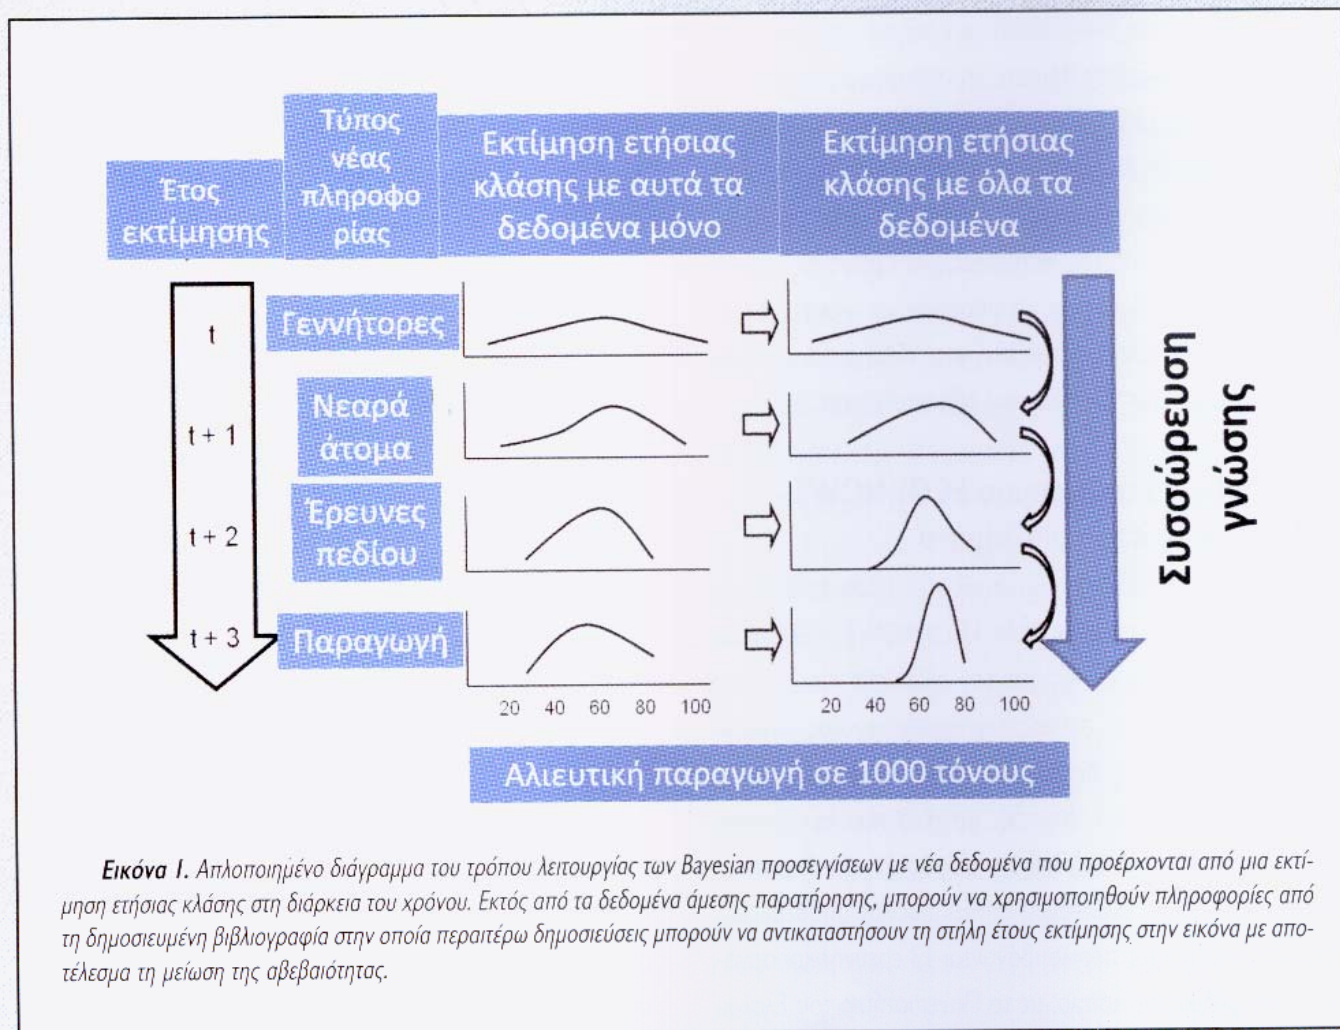 Έτος
εκτίμησης
Τύπος
νέας
πληροφο
ρίας
Εκτίμηση ετήσιας
κλάσης με αυτά τα
δεδομένα μόνο
Εκτίμηση ετήσιας
κλάσης με όλα τα
δεδομένα
t
Γεννήτορες
t + 1
Νεαρά
άτομα
t + 2
Έρευνες
πεδίου
t + 3
Παραγωγή
20 40 60 80 100
20 40 60 80 100
Συσσώρευση
γνώσης
Αλιευτική παραγωγή σε 1000 τόνους
Εικόνα 1. Απλοποιημένο διάγραμμα του τρόπου λειτουργίας των Bayesian προσεγγίσεων με νέα δεδομένα που προέρχονται από μια εκτί-
μηση ετήσιας κλάσης στη διάρκεια του χρόνου. Εκτός από τα δεδομένα άμεσης παρατήρησης, μπορούν να χρησιμοποιηθούν πληροφορίες από
τη δημοσιευμένη βιβλιογραφία στην οποία περαιτέρω δημοσιεύσεις μπορούν να αντικαταστήσουν τη στήλη έτους εκτίμησης στην εικόνα με απο-
τέλεσμα τη μείωση της αβεβαιότητας.